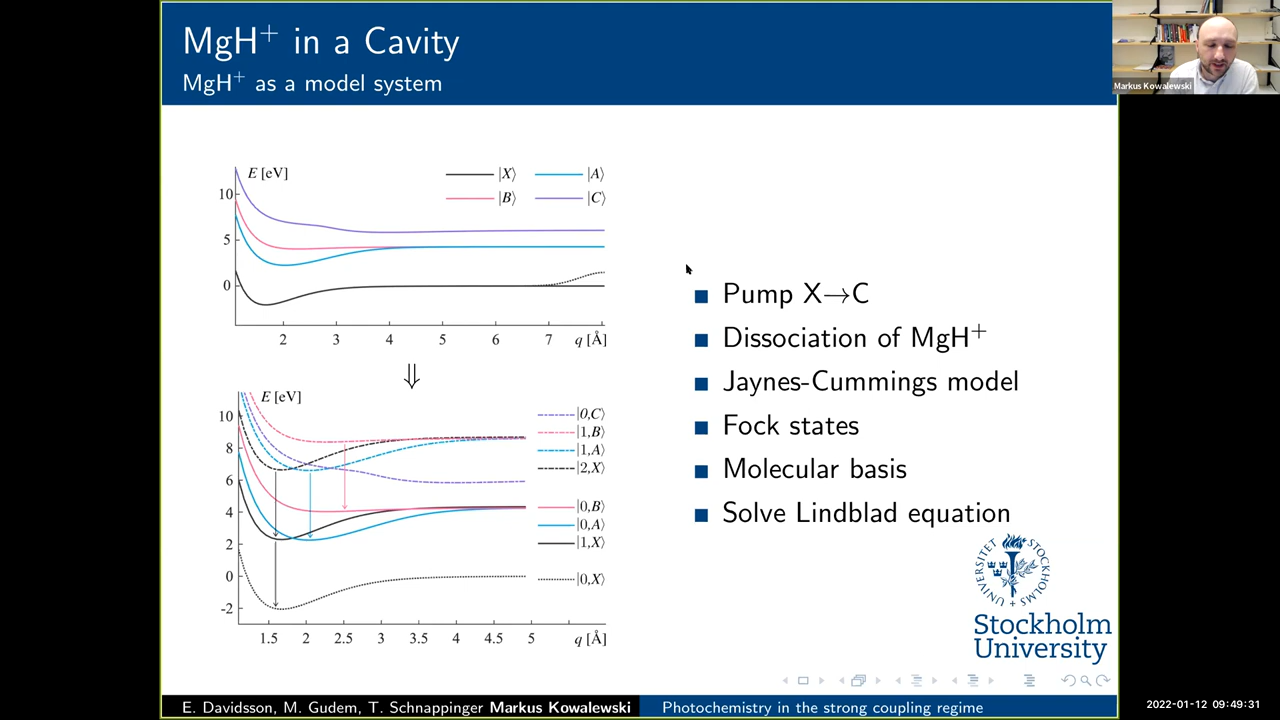 MgH⁺ in a Cavity
MgH⁺ as a model system
Markus Kowalewski
E [eV]
|X⟩ |A⟩
|B⟩ |C⟩
10
5
0
2 3 4 5 6 7 q [Å]
⇓
E [eV]
10
8
6
4
2
0
-2
|0,C⟩
|1,B⟩
|1,A⟩
|2,X⟩
|0,B⟩
|0,A⟩
|1,X⟩
|0,X⟩
1.5 2 2.5 3 3.5 4 4.5 5 q [Å]
Pump X→C
Dissociation of MgH⁺
Jaynes-Cummings model
Fock states
Molecular basis
Solve Lindblad equation
Stockholm
University
E. Davidsson, M. Gudem, T. Schnappinger Markus Kowalewski
Photochemistry in the strong coupling regime
2022-01-12 09:49:31